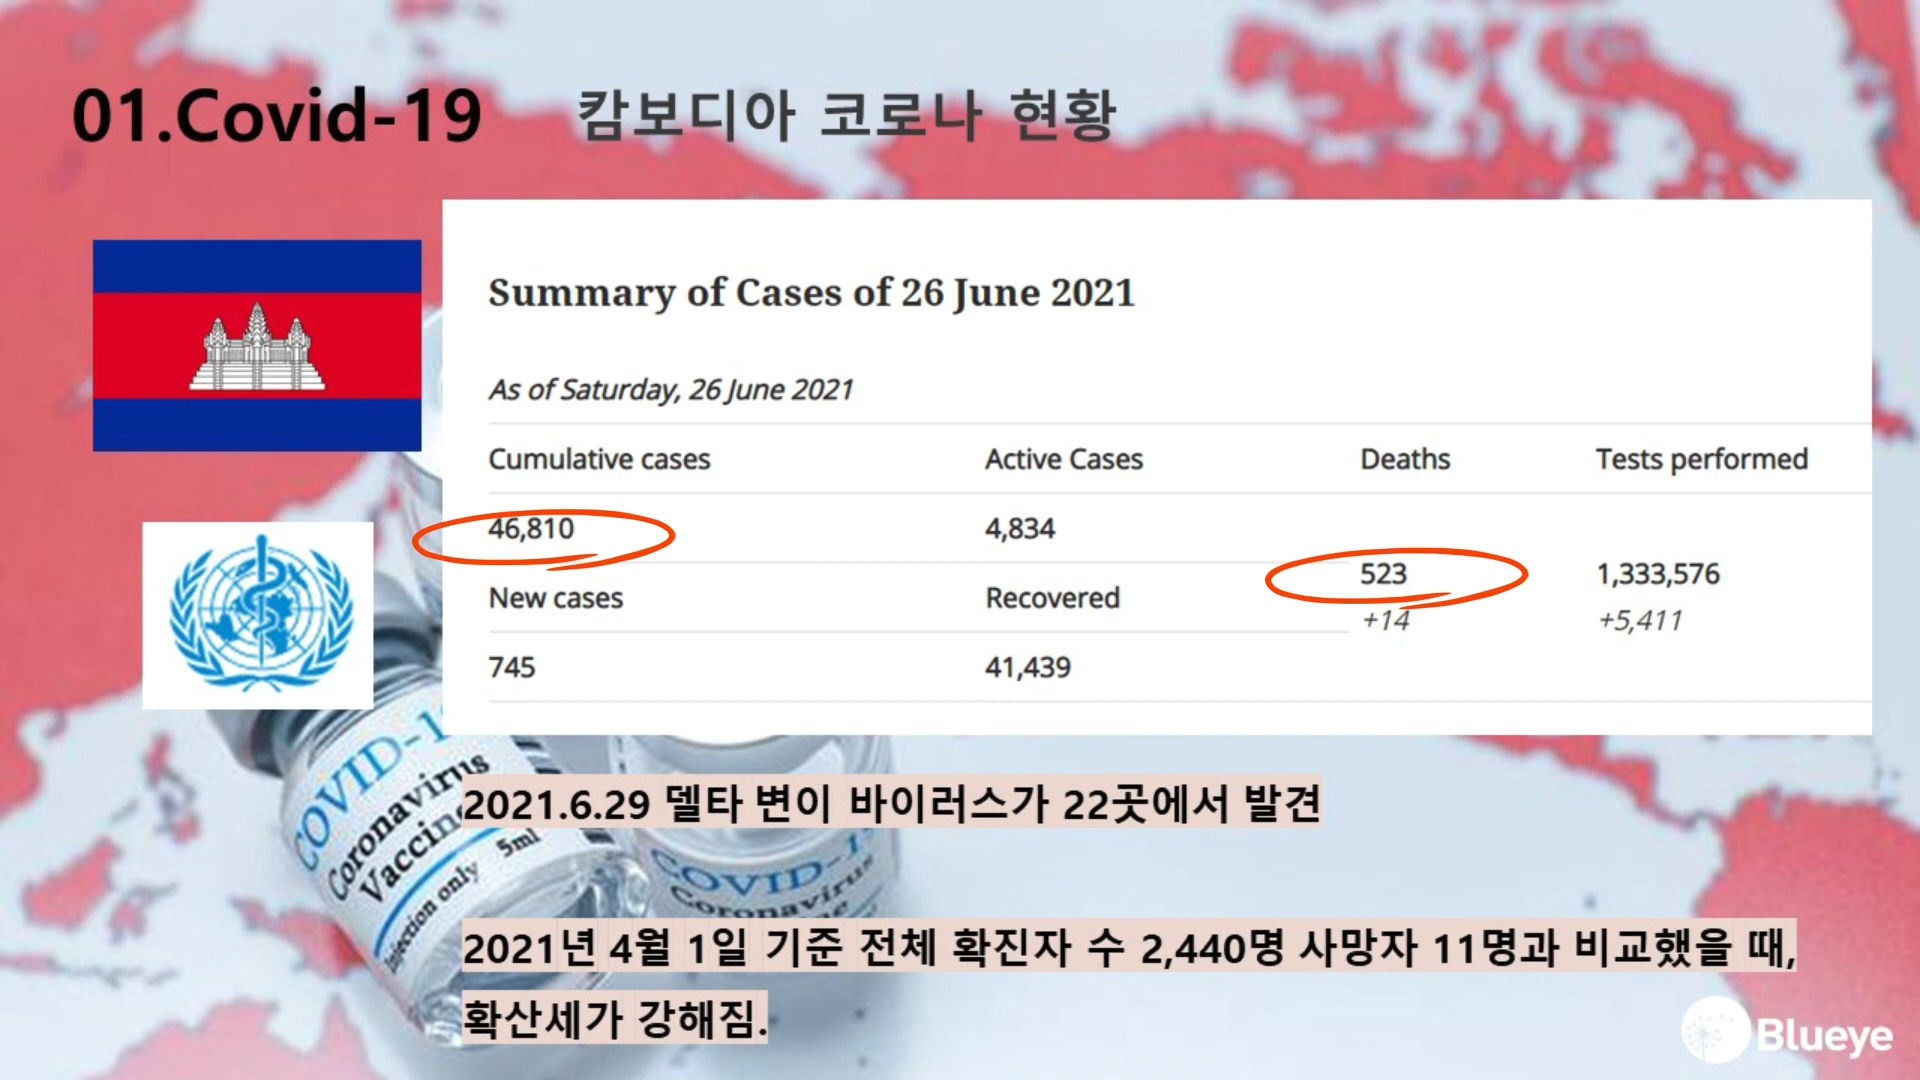 01.Covid-19 캄보디아 코로나 현황
Summary of Cases of 26 June 2021
As of Saturday, 26 June 2021
Cumulative cases Active Cases Deaths Tests performed
46,810 4,834
523 1,333,576
New cases Recovered
+14 +5,411
745 41,439
COVID-1
Coronavirus
Vaccine
5ml
Injection only
2021.6.29 델타 변이 바이러스가 22곳에서 발견
COVID-1
Coronavirus
2021년 4월 1일 기준 전체 확진자 수 2,440명 사망자 11명과 비교했을 때,
확산세가 강해짐.
Blueye